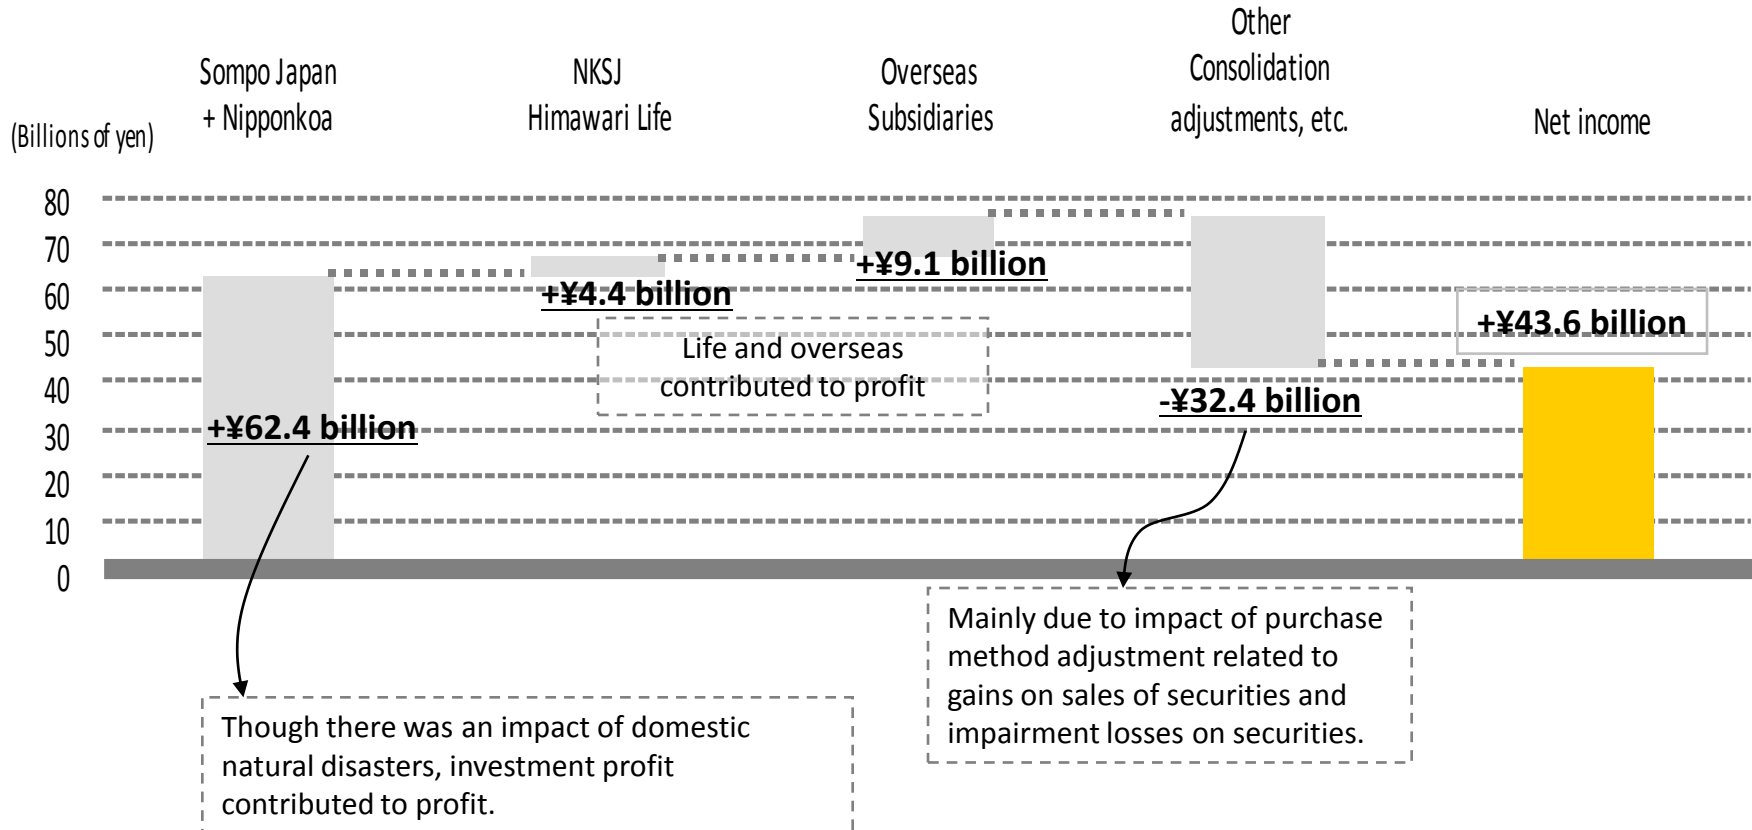 Sompo Japan
+ Nipponkoa
NKSJ
Himawari Life
Overseas
Subsidiaries
Other
Consolidation
adjustments, etc.
Net income
(Billions of yen)
80
70
60
50
40
30
20
10
0
+¥62.4 billion
+¥4.4 billion
+¥9.1 billion
-¥32.4 billion
+¥43.6 billion
Life and overseas
contributed to profit
Mainly due to impact of purchase
method adjustment related to
gains on sales of securities and
impairment losses on securities.
Though there was an impact of domestic
natural disasters, investment profit
contributed to profit.